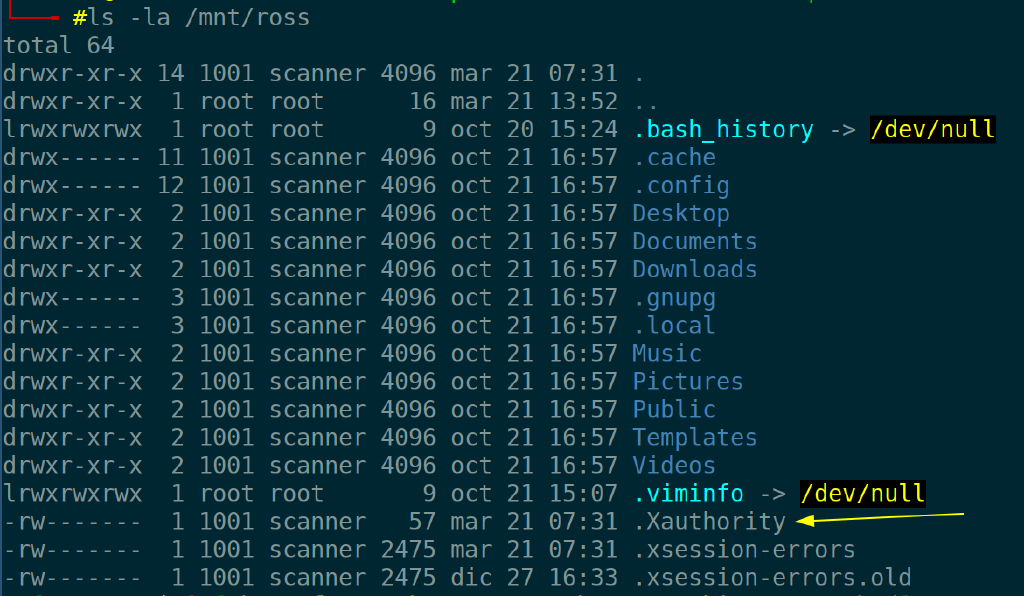 #ls -la /mnt/ross
total 64
drwxr-xr-x 14 1001 scanner 4096 mar 21 07:31 .
drwxr-xr-x  1 root root      16 mar 21 13:52 ..
lrwxrwxrwx  1 root root       9 oct 20 15:24 .bash_history -> /dev/null
drwx------ 11 1001 scanner 4096 oct 21 16:57 .cache
drwx------ 12 1001 scanner 4096 oct 21 16:57 .config
drwxr-xr-x  2 1001 scanner 4096 oct 21 16:57 Desktop
drwxr-xr-x  2 1001 scanner 4096 oct 21 16:57 Documents
drwxr-xr-x  2 1001 scanner 4096 oct 21 16:57 Downloads
drwx------  3 1001 scanner 4096 oct 21 16:57 .gnupg
drwx------  3 1001 scanner 4096 oct 21 16:57 .local
drwxr-xr-x  2 1001 scanner 4096 oct 21 16:57 Music
drwxr-xr-x  2 1001 scanner 4096 oct 21 16:57 Pictures
drwxr-xr-x  2 1001 scanner 4096 oct 21 16:57 Public
drwxr-xr-x  2 1001 scanner 4096 oct 21 16:57 Templates
drwxr-xr-x  2 1001 scanner 4096 oct 21 16:57 Videos
lrwxrwxrwx  1 root root       9 oct 21 15:07 .viminfo -> /dev/null
-rw-------  1 1001 scanner   57 mar 21 07:31 .Xauthority
-rw-------  1 1001 scanner 2475 mar 21 07:31 .xsession-errors
-rw-------  1 1001 scanner 2475 dic 27 16:33 .xsession-errors.old